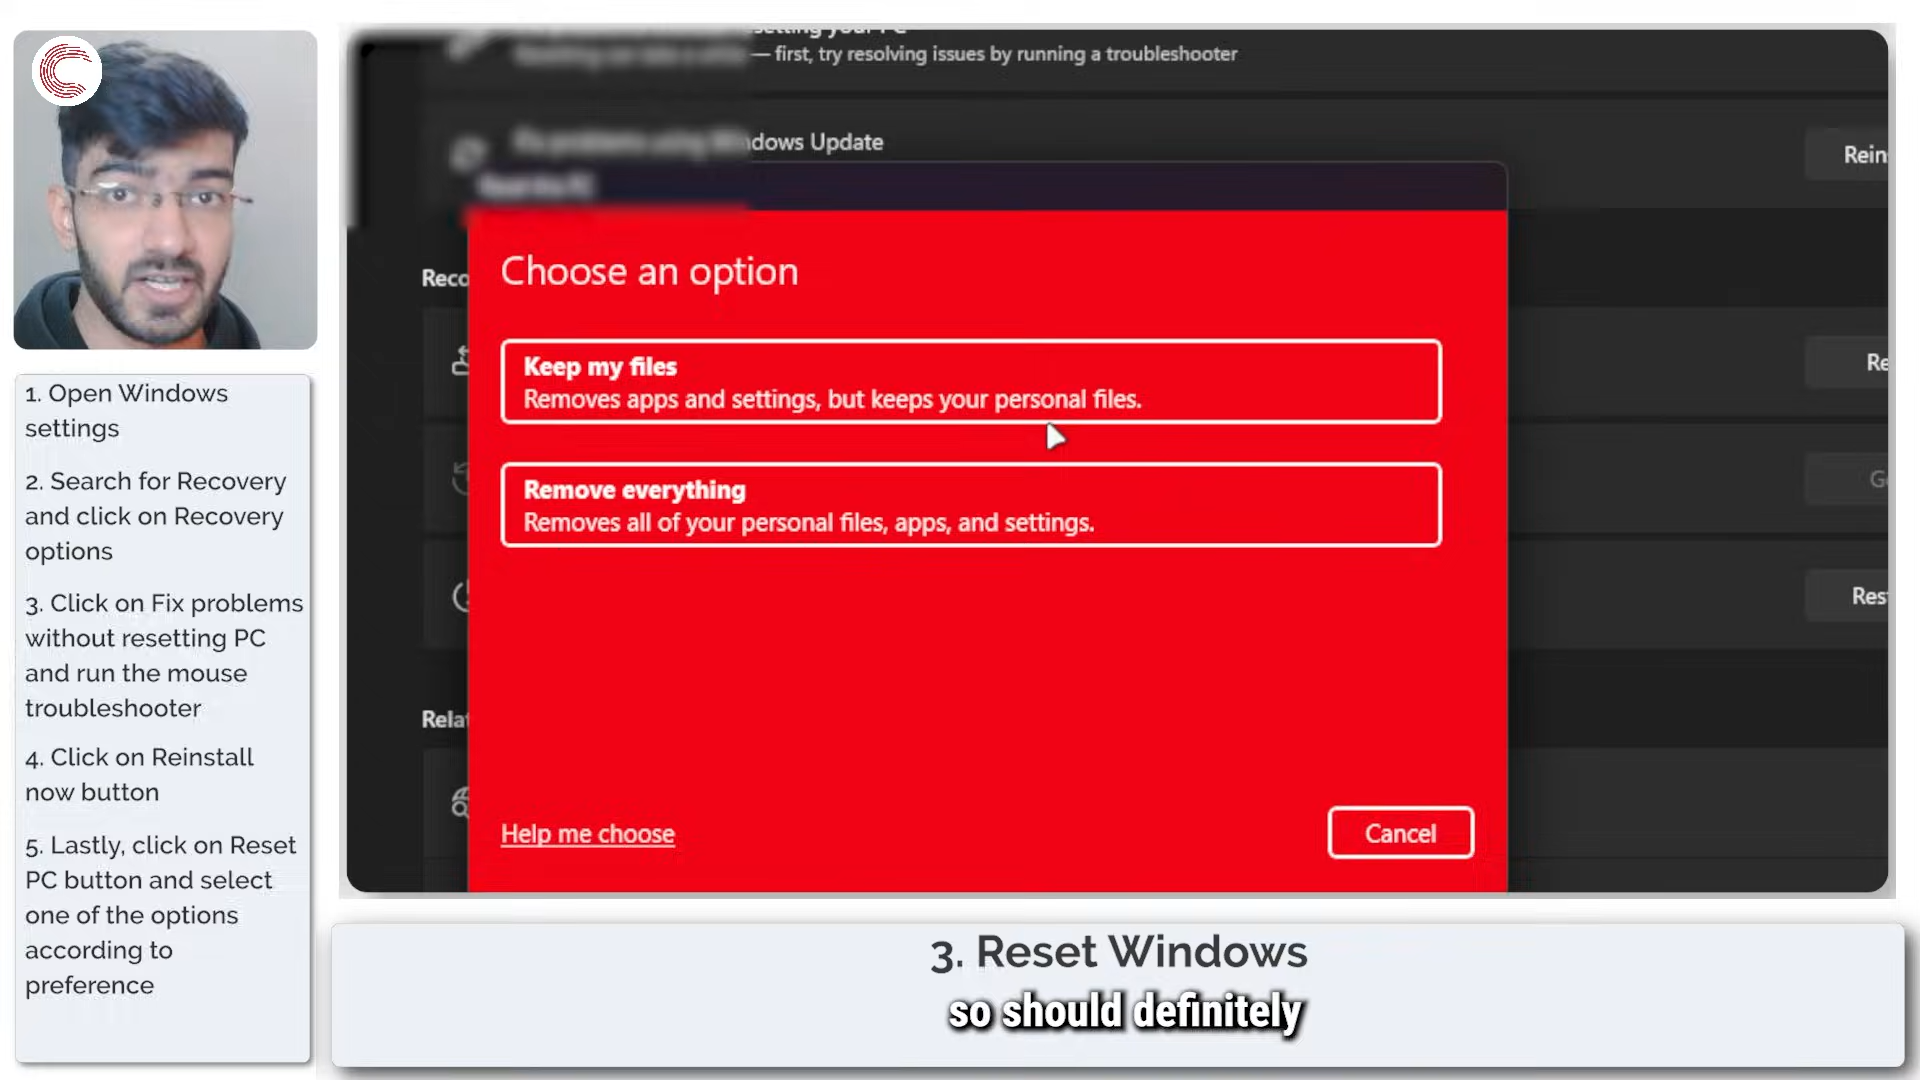 1. Open Windows
settings
2. Search for Recovery
and click on Recovery
options
3. Click on Fix problems
without resetting PC
and run the mouse
troubleshooter
4. Click on Reinstall
now button
5. Lastly, click on Reset
PC button and select
one of the options
according to
preference
— first, try resolving issues by running a troubleshooter
Windows Update
Rein
Reco
Choose an option
Keep my files
Removes apps and settings, but keeps your personal files.
Re
Remove everything
Removes all of your personal files, apps, and settings.
G
Res
Rela
Help me choose
Cancel
3. Reset Windows
so should definitely